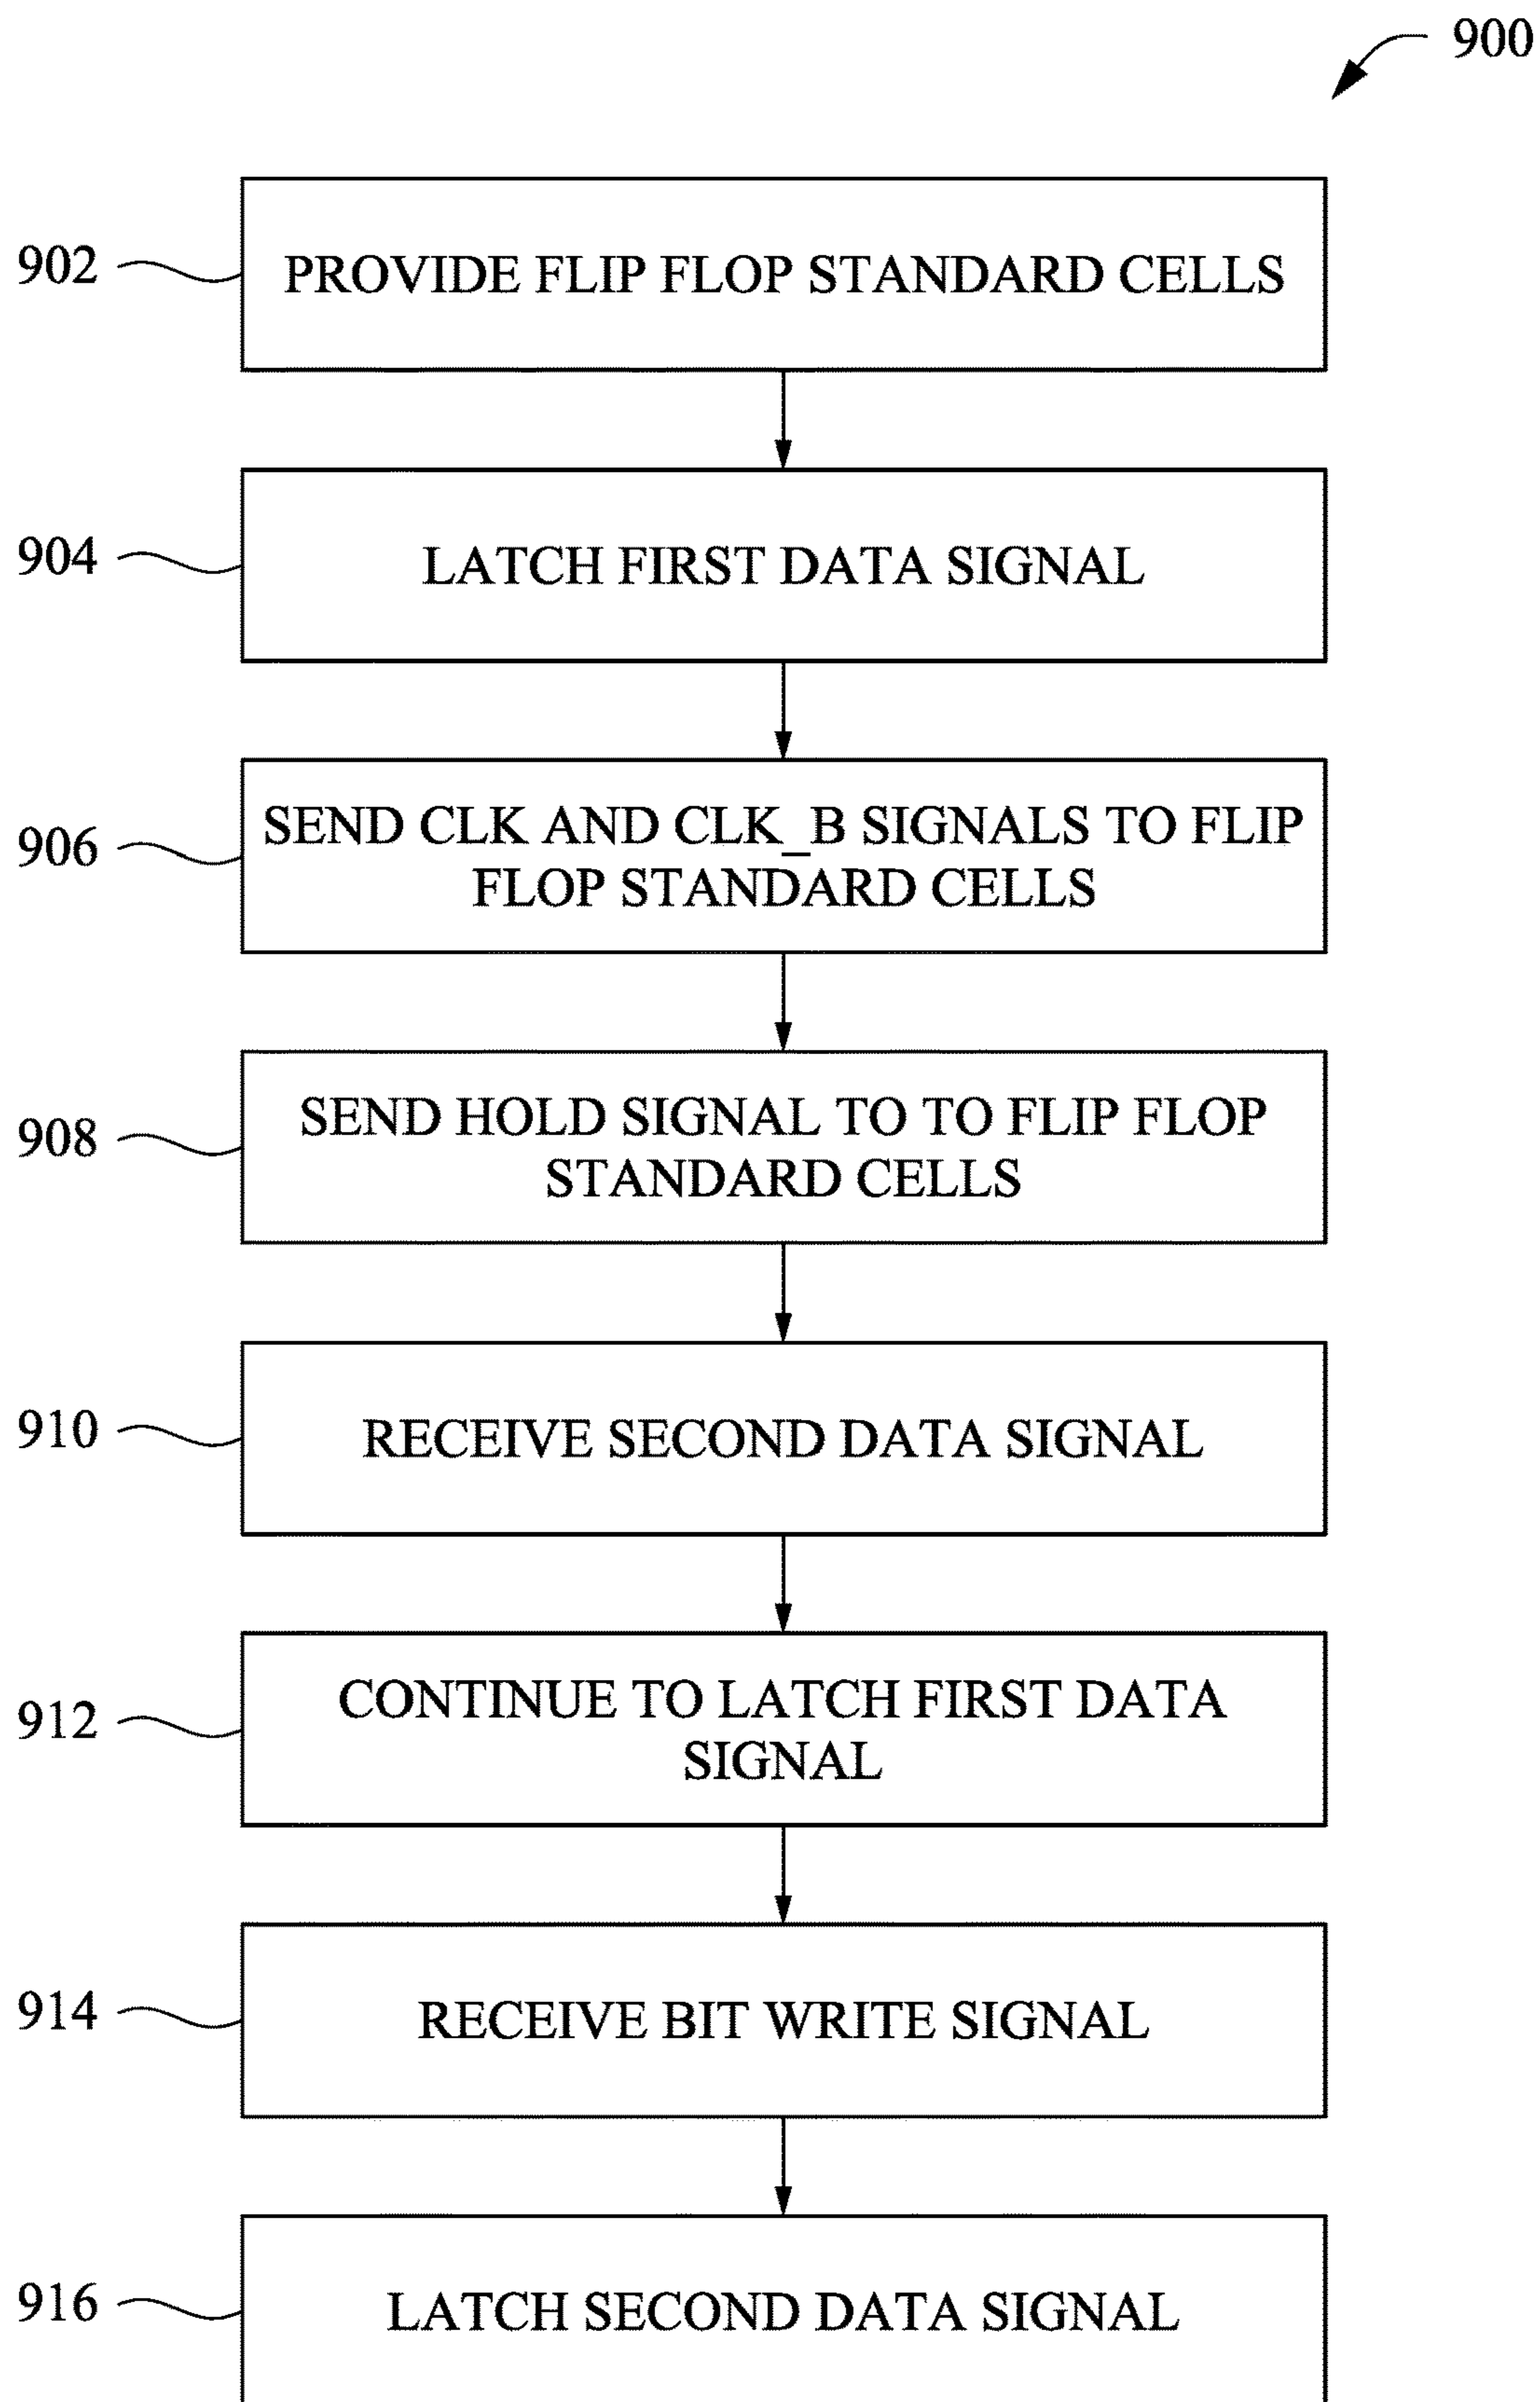 900
902
PROVIDE FLIP FLOP STANDARD CELLS
904
LATCH FIRST DATA SIGNAL
906
SEND CLK AND CLK_B SIGNALS TO FLIP
FLOP STANDARD CELLS
908
SEND HOLD SIGNAL TO TO FLIP FLOP
STANDARD CELLS
910
RECEIVE SECOND DATA SIGNAL
912
CONTINUE TO LATCH FIRST DATA
SIGNAL
914
RECEIVE BIT WRITE SIGNAL
916
LATCH SECOND DATA SIGNAL